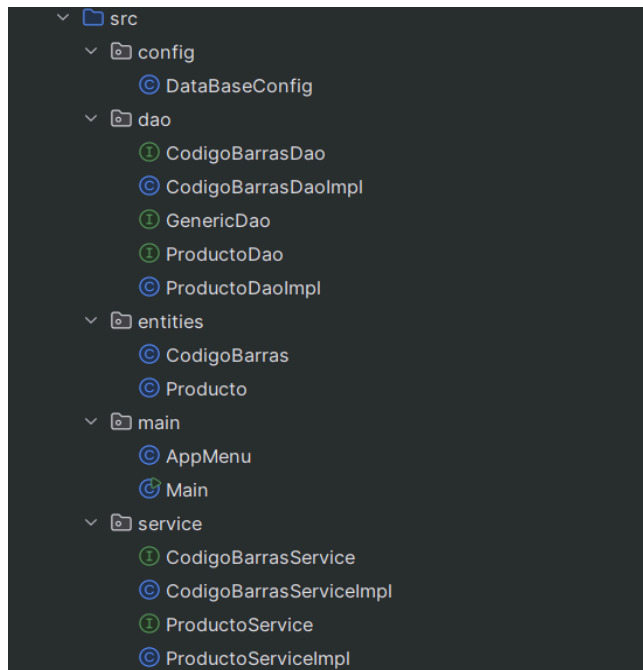 src
config
DataBaseConfig
dao
CodigoBarrasDao
CodigoBarrasDaoImpl
GenericDao
ProductoDao
ProductoDaoImpl
entities
CodigoBarras
Producto
main
AppMenu
Main
service
CodigoBarrasService
CodigoBarrasServiceImpl
ProductoService
ProductoServiceImpl